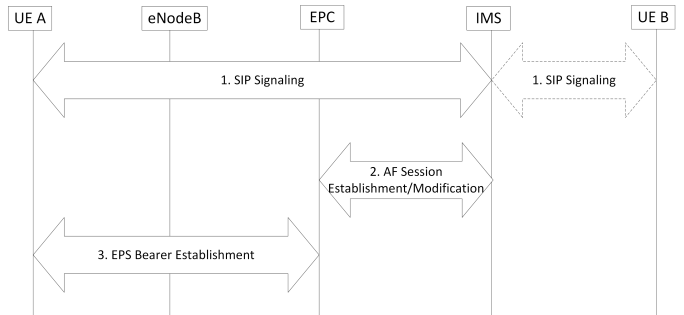 UE A
eNodeB
EPC
IMS
UE B
1. SIP Signaling
1. SIP Signaling
2. AF Session
Establishment/Modification
3. EPS Bearer Establishment